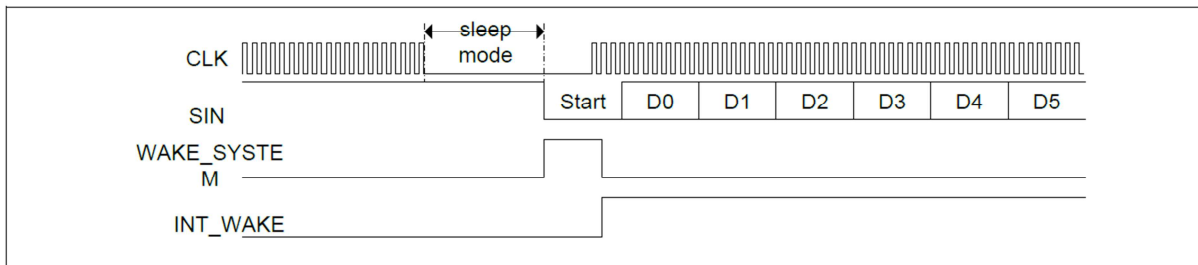 sleep
mode
CLK
SIN
Start D0 D1 D2 D3 D4 D5
WAKE_SYSTE
M
INT_WAKE